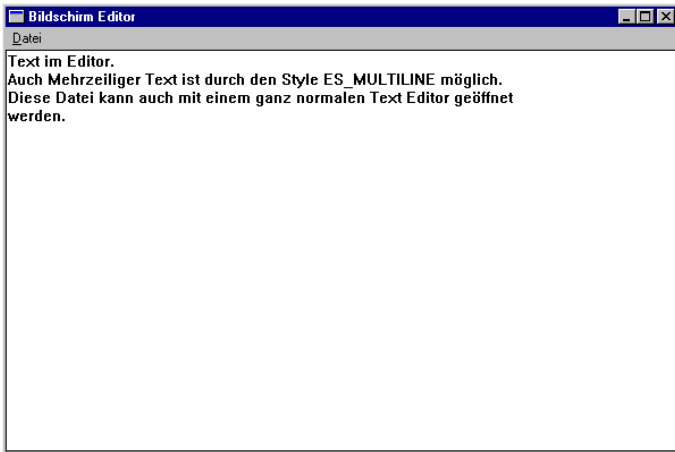 Bildschirm Editor
Datei
Text im Editor.
Auch Mehrzeiliger Text ist durch den Style ES_MULTILINE möglich.
Diese Datei kann auch mit einem ganz normalen Text Editor geöffnet
werden.